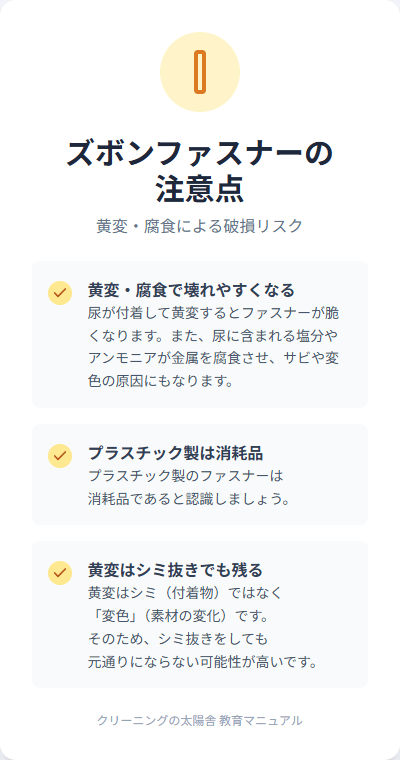 ズボンファスナーの
注意点
黄変・腐食による破損リスク
黄変・腐食で壊れやすくなる
尿が付着して黄変するとファスナーが脆
くなります。また、尿に含まれる塩分や
アンモニアが金属を腐食させ、サビや変
色の原因にもなります。
プラスチック製は消耗品
プラスチック製のファスナーは
消耗品であると認識しましょう。
黄変はシミ抜きでも残る
黄変はシミ（付着物）ではなく
「変色」（素材の変化）です。
そのため、シミ抜きをしても
元通りにならない可能性が高いです。
クリーニングの太陽舎 教育マニュアル